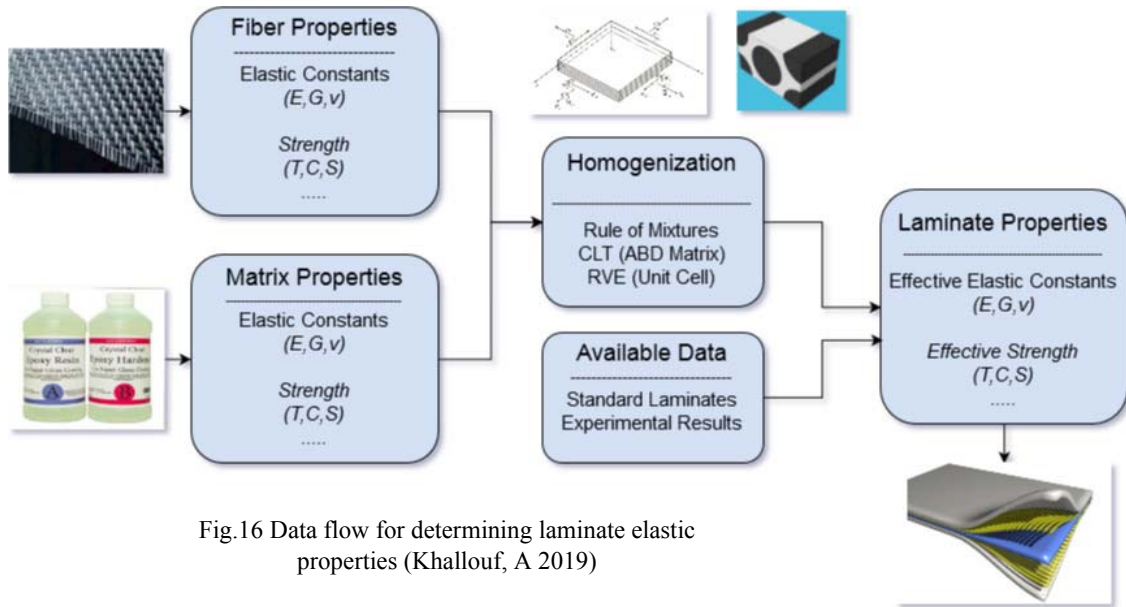 Fiber Properties
Elastic Constants
(E,G,v)
Strength
(T,C,S)
.....
Matrix Properties
Elastic Constants
(E,G,v)
Strength
(T,C,S)
.....
Crystal Clear
Epoxy Resin
A
Crystal Clear
Epoxy Hardener
B
Homogenization
Rule of Mixtures
CLT (ABD Matrix)
RVE (Unit Cell)
Available Data
Standard Laminates
Experimental Results
Laminate Properties
Effective Elastic Constants
(E,G,v)
Effective Strength
(T,C,S)
.....
Fig.16 Data flow for determining laminate elastic
properties (Khallouf, A 2019)